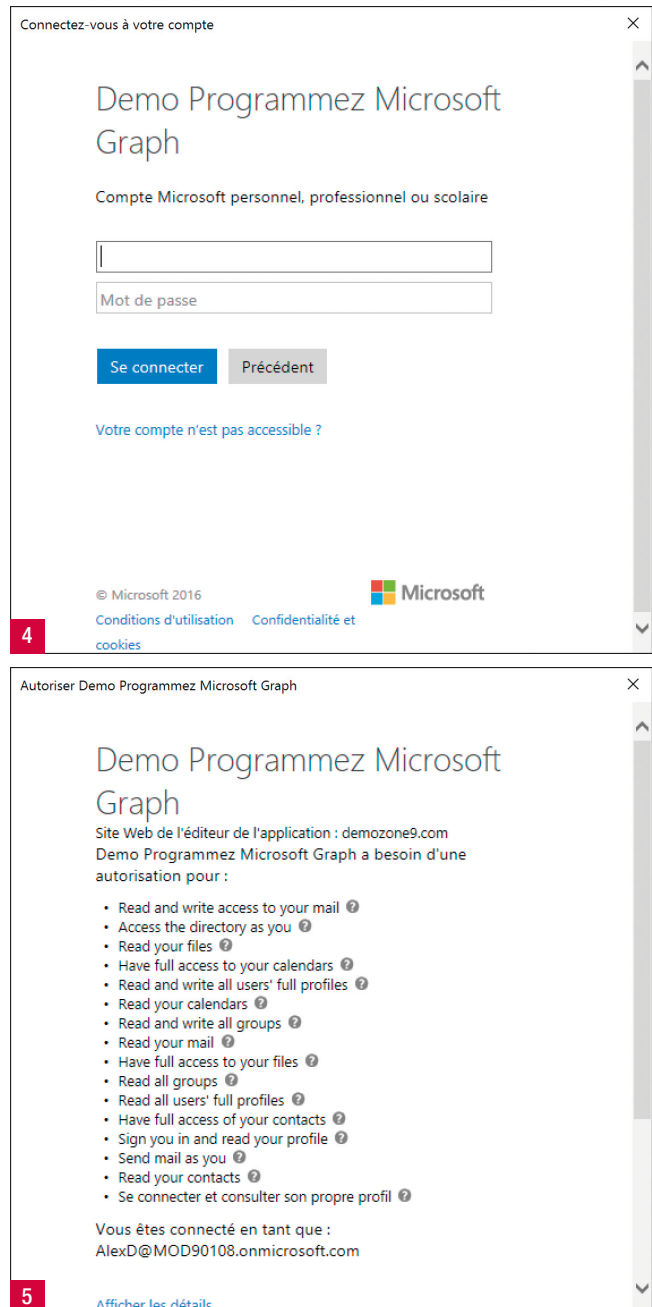 Connectez-vous à votre compte
Demo Programmez Microsoft
Graph
Compte Microsoft personnel, professionnel ou scolaire
Mot de passe
Se connecter
Précédent
Votre compte n'est pas accessible ?
© Microsoft 2016
Microsoft
Conditions d'utilisation Confidentialité et
cookies
4
Autoriser Demo Programmez Microsoft Graph
Demo Programmez Microsoft
Graph
Site Web de l'éditeur de l'application : demozone9.com
Demo Programmez Microsoft Graph a besoin d'une
autorisation pour :
• Read and write access to your mail ?
• Access the directory as you ?
• Read your files ?
• Have full access to your calendars ?
• Read and write all users' full profiles ?
• Read your calendars ?
• Read and write all groups ?
• Read your mail ?
• Have full access to your files ?
• Read all groups ?
• Read all users' full profiles ?
• Have full access of your contacts ?
• Sign you in and read your profile ?
• Send mail as you ?
• Read your contacts ?
• Se connecter et consulter son propre profil ?
Vous êtes connecté en tant que :
AlexD@MOD90108.onmicrosoft.com
Afficher les détails
5